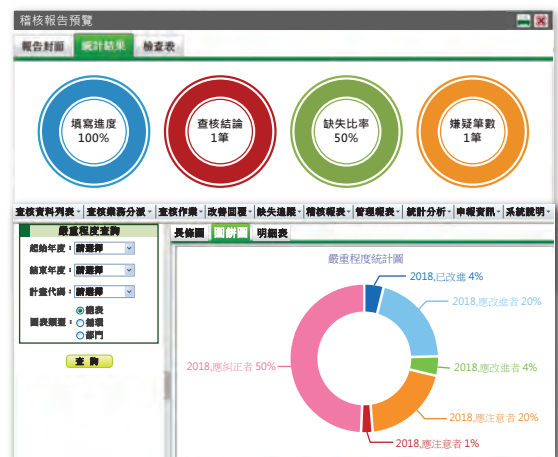 稽核報告預覽
報告封面 統計結果 檢查表
填寫進度
100%
查核結論
1筆
缺失比率
50%
嫌疑筆數
1筆
查核資料列表 查核業務分派 查核作業 改善回覆 缺失追蹤 稽核報表 管理報表 統計分析 申報資訊 系統說明
嚴重程度查詢
起始年度：請選擇
結束年度：請選擇
計畫代碼：請選擇
圖表類型：
總表
循環
部門
查 詢
長條圖 圓餅圖 明細表
嚴重程度統計圖
2018,已改進 4%
2018,應改進者 20%
2018,應糾正者 50%
2018,應改進者 4%
2018,應注意者 20%
2018,應注意者 1%